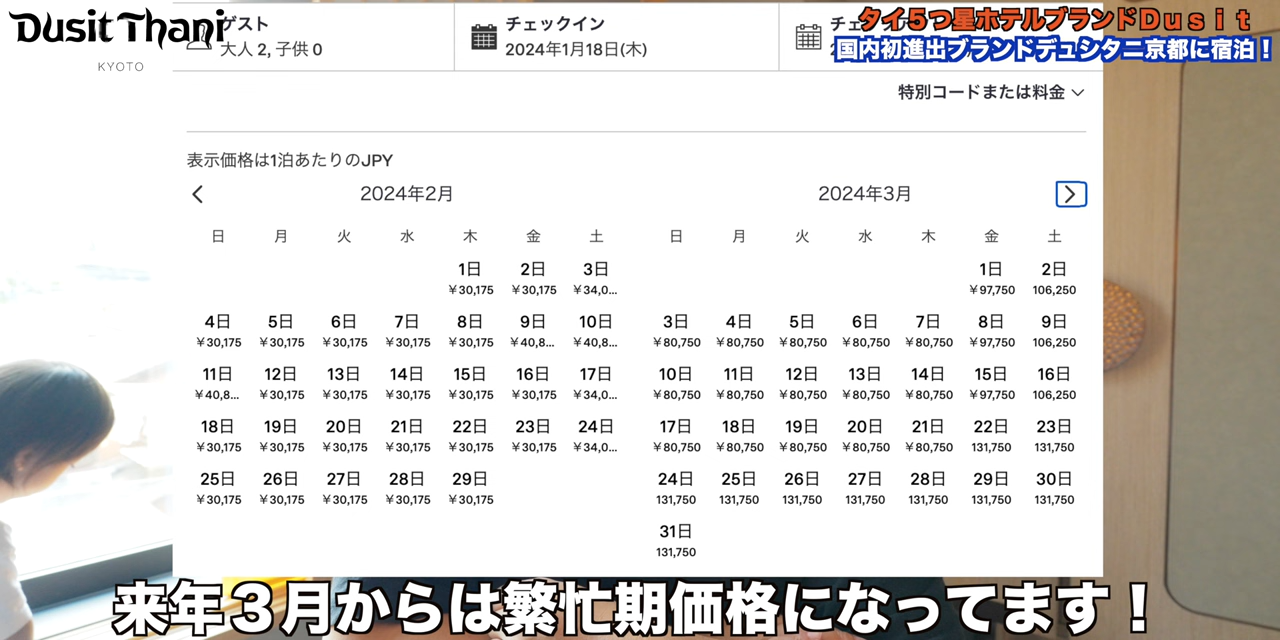 Dusit Thani
KYOTO
ゲスト
大人 2, 子供 0
チェックイン
2024年1月18日(木)
タイ5つ星ホテルブランドDusit
国内初進出ブランドデュシタニ京都に宿泊！
特別コードまたは料金
表示価格は1泊あたりのJPY
2024年2月
2024年3月
日 月 火 水 木 金 土
1日 2日 3日
￥30,175 ￥30,175 ￥34,0...
4日 5日 6日 7日 8日 9日 10日
￥30,175 ￥30,175 ￥30,175 ￥30,175 ￥30,175 ￥40,8... ￥40,8...
11日 12日 13日 14日 15日 16日 17日
￥40,8... ￥30,175 ￥30,175 ￥30,175 ￥30,175 ￥30,175 ￥34,0...
18日 19日 20日 21日 22日 23日 24日
￥30,175 ￥30,175 ￥30,175 ￥30,175 ￥30,175 ￥30,175 ￥34,0...
25日 26日 27日 28日 29日
￥30,175 ￥30,175 ￥30,175 ￥30,175 ￥30,175
日 月 火 水 木 金 土
1日 2日
￥97,750 106,250
3日 4日 5日 6日 7日 8日 9日
￥80,750 ￥80,750 ￥80,750 ￥80,750 ￥80,750 ￥97,750 106,250
10日 11日 12日 13日 14日 15日 16日
￥80,750 ￥80,750 ￥80,750 ￥80,750 ￥80,750 ￥97,750 106,250
17日 18日 19日 20日 21日 22日 23日
￥80,750 ￥80,750 ￥80,750 ￥80,750 ￥80,750 131,750 131,750
24日 25日 26日 27日 28日 29日 30日
131,750 131,750 131,750 131,750 131,750 131,750 131,750
31日
131,750
来年３月からは繁忙期価格になってます！